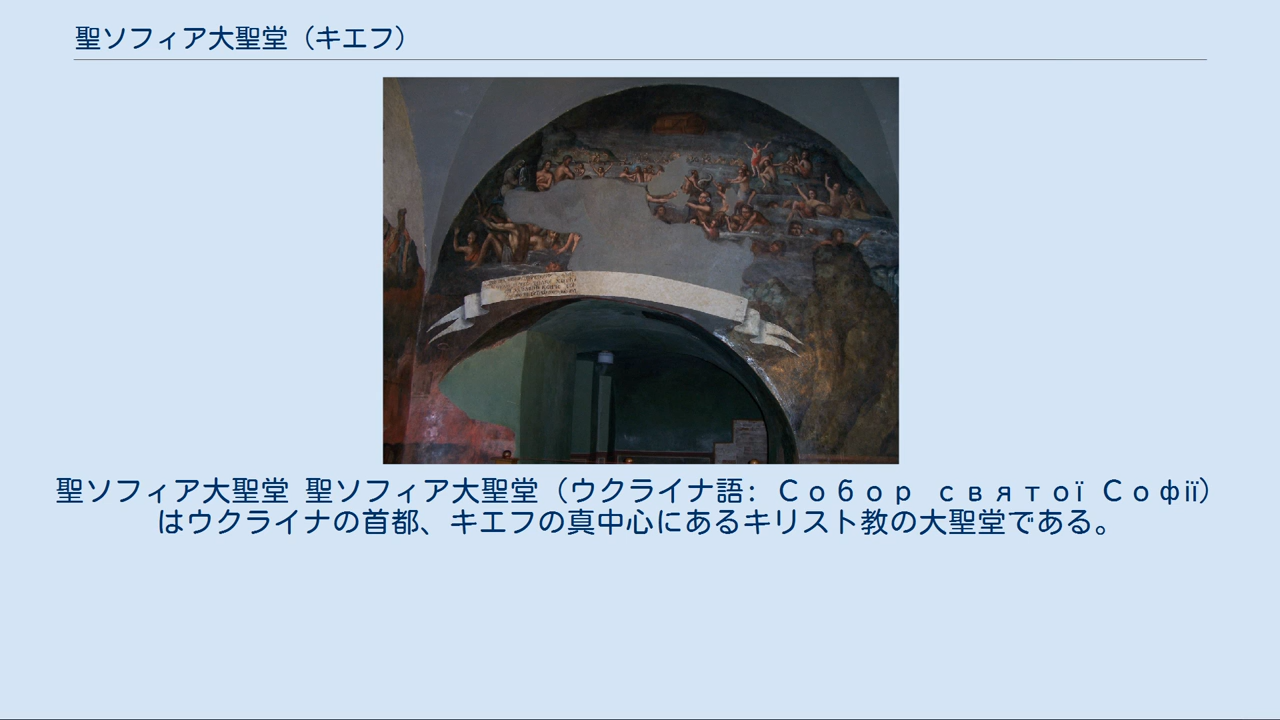 聖ソフィア大聖堂（キエフ）
聖ソフィア大聖堂 聖ソフィア大聖堂（ウクライナ語: Собор святої Софії）
はウクライナの首都、キエフの真中心にあるキリスト教の大聖堂である。